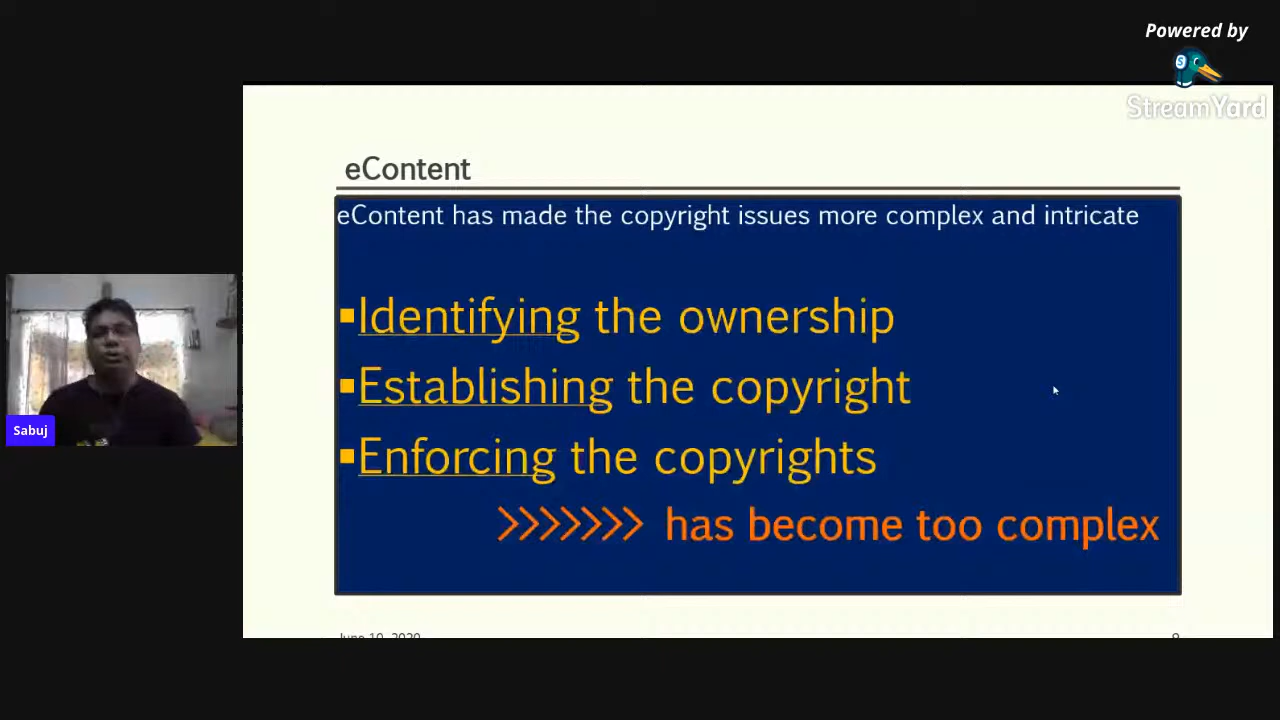 Powered by
StreamYard
eContent
eContent has made the copyright issues more complex and intricate
▪Identifying the ownership
▪Establishing the copyright
▪Enforcing the copyrights
>>>>>>> has become too complex
Sabuj
June 10, 2020